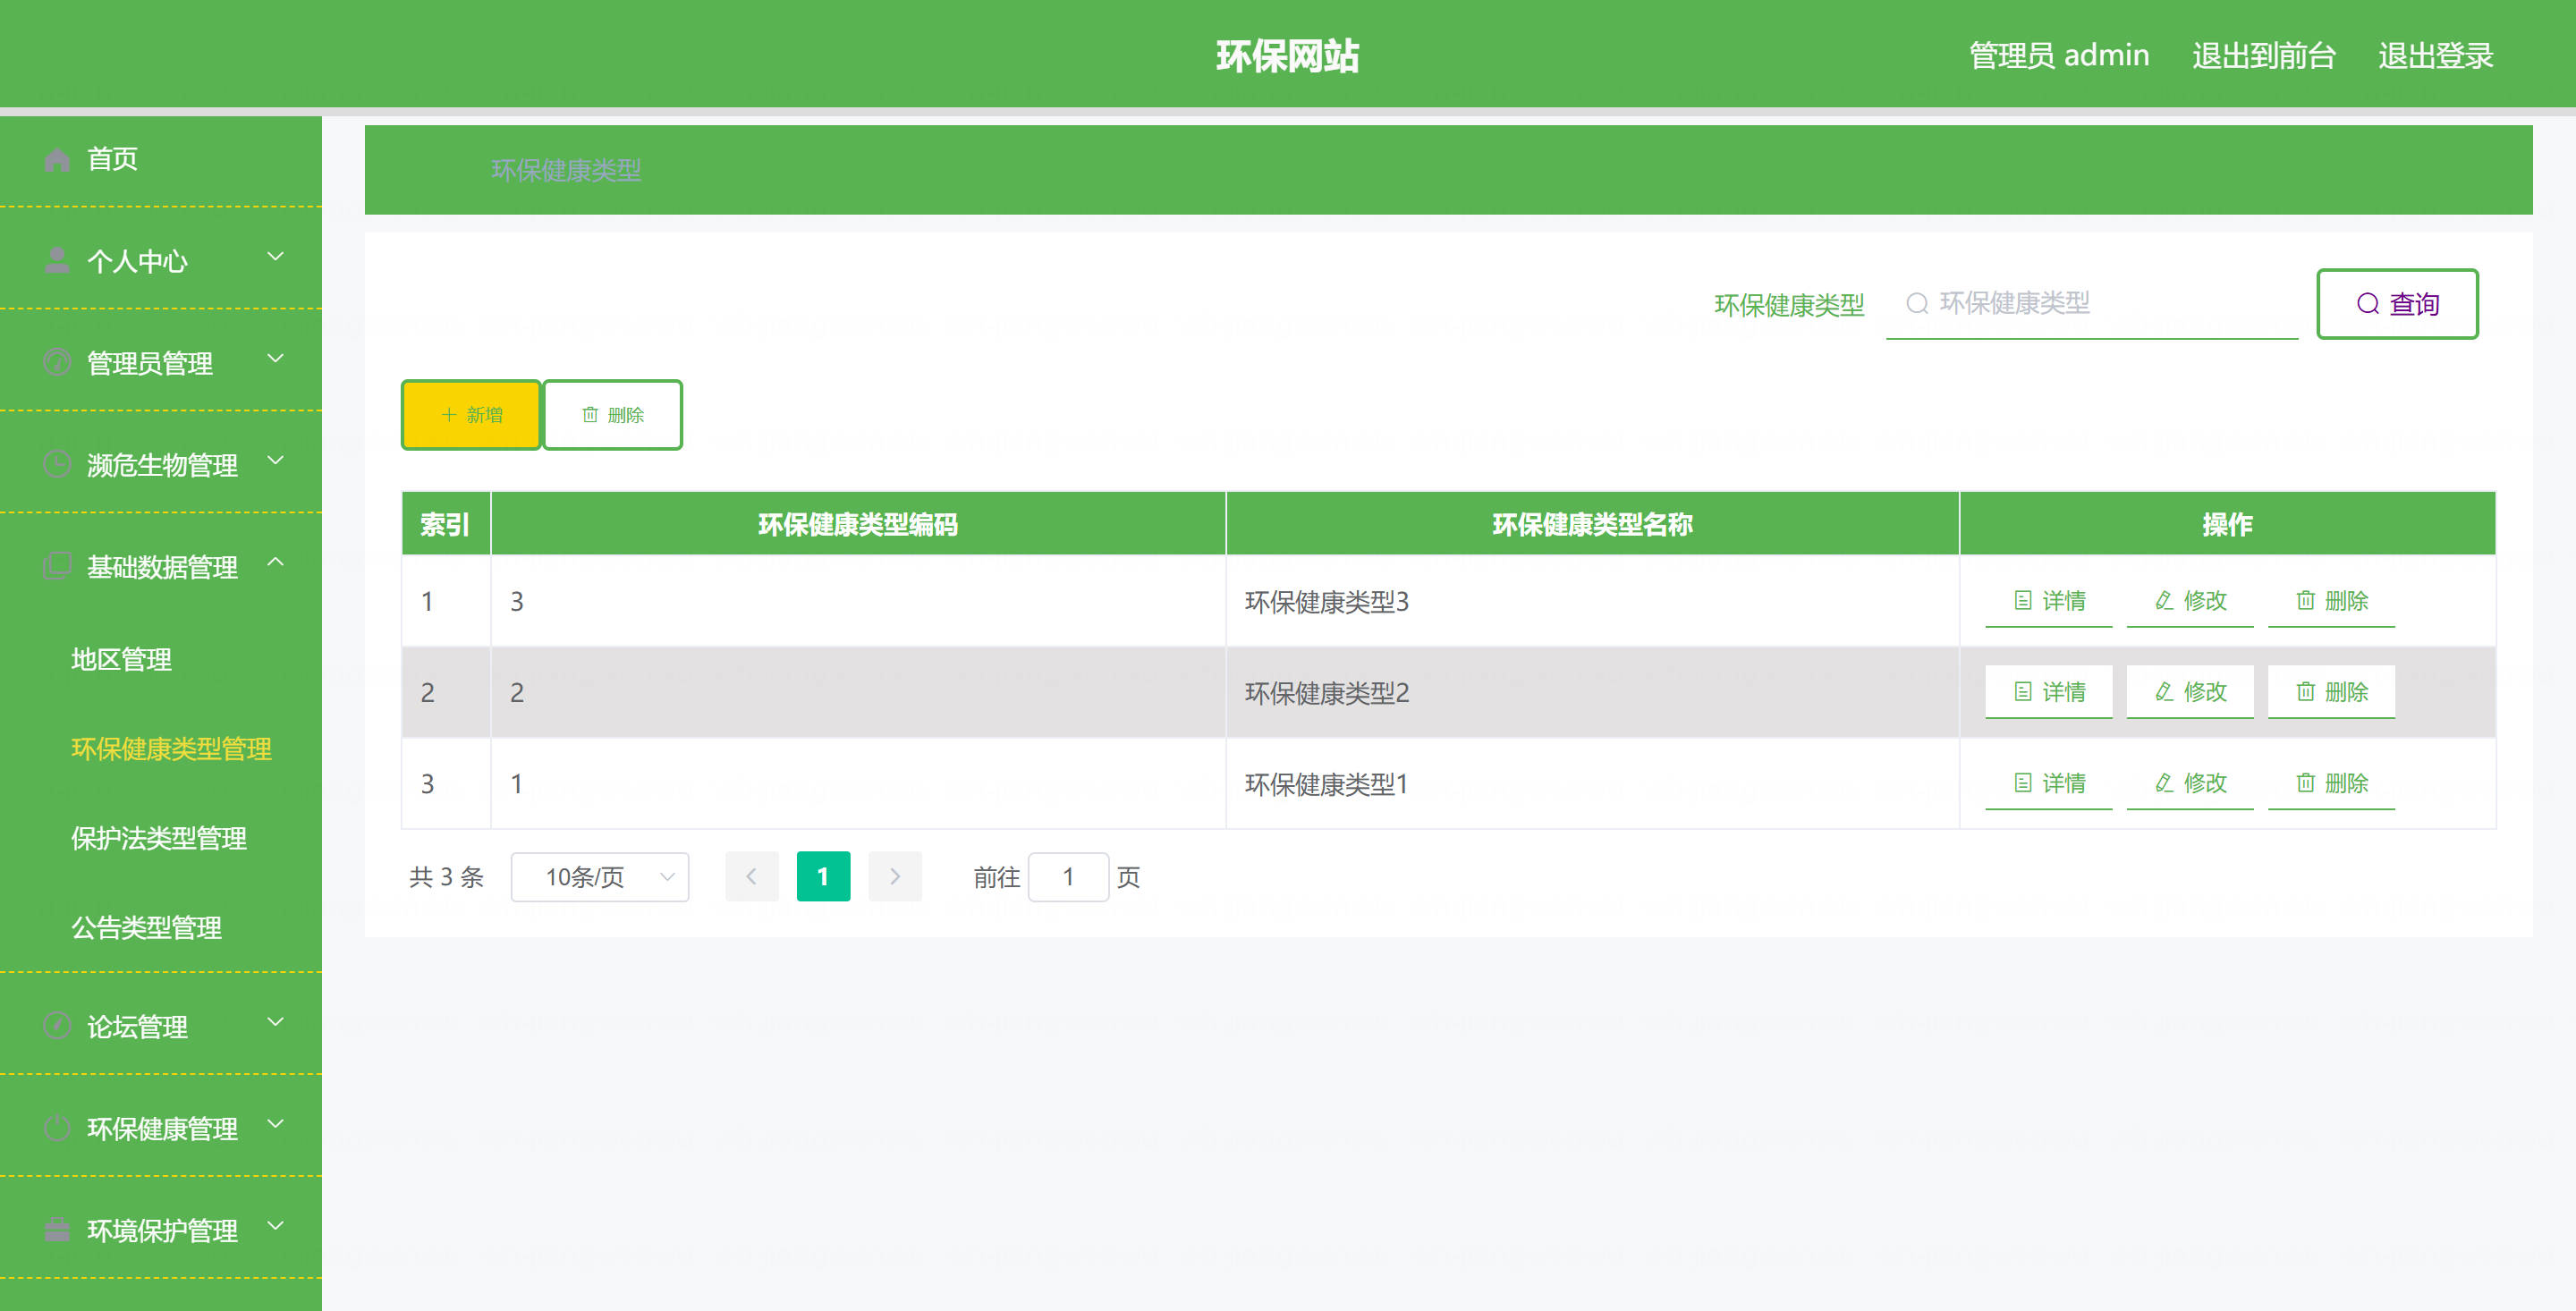 环保网站
管理员 admin 退出到前台 退出登录
首页
个人中心
管理员管理
濒危生物管理
基础数据管理
地区管理
环保健康类型管理
保护法类型管理
公告类型管理
论坛管理
环保健康管理
环境保护管理
环保健康类型
环保健康类型 环保健康类型 查询
新增 删除
索引 环保健康类型编码 环保健康类型名称 操作
1 3 环保健康类型3 详情 修改 删除
2 2 环保健康类型2 详情 修改 删除
3 1 环保健康类型1 详情 修改 删除
共 3 条 10条/页 1 前往 1 页